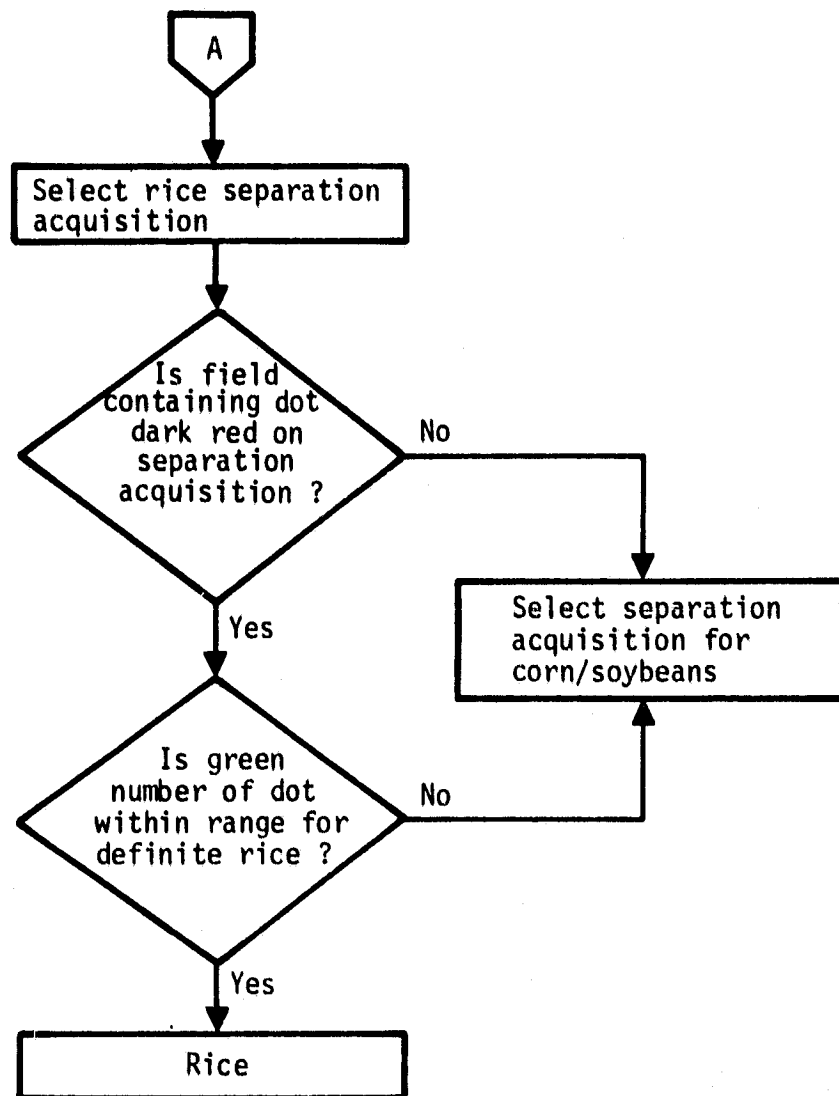 A
Select rice separation
acquisition
Is field
containing dot
dark red on
separation
acquisition ?
No
Select separation
acquisition for
corn/soybeans
Yes
Is green
number of dot
within range for
definite rice ?
No
Yes
Rice